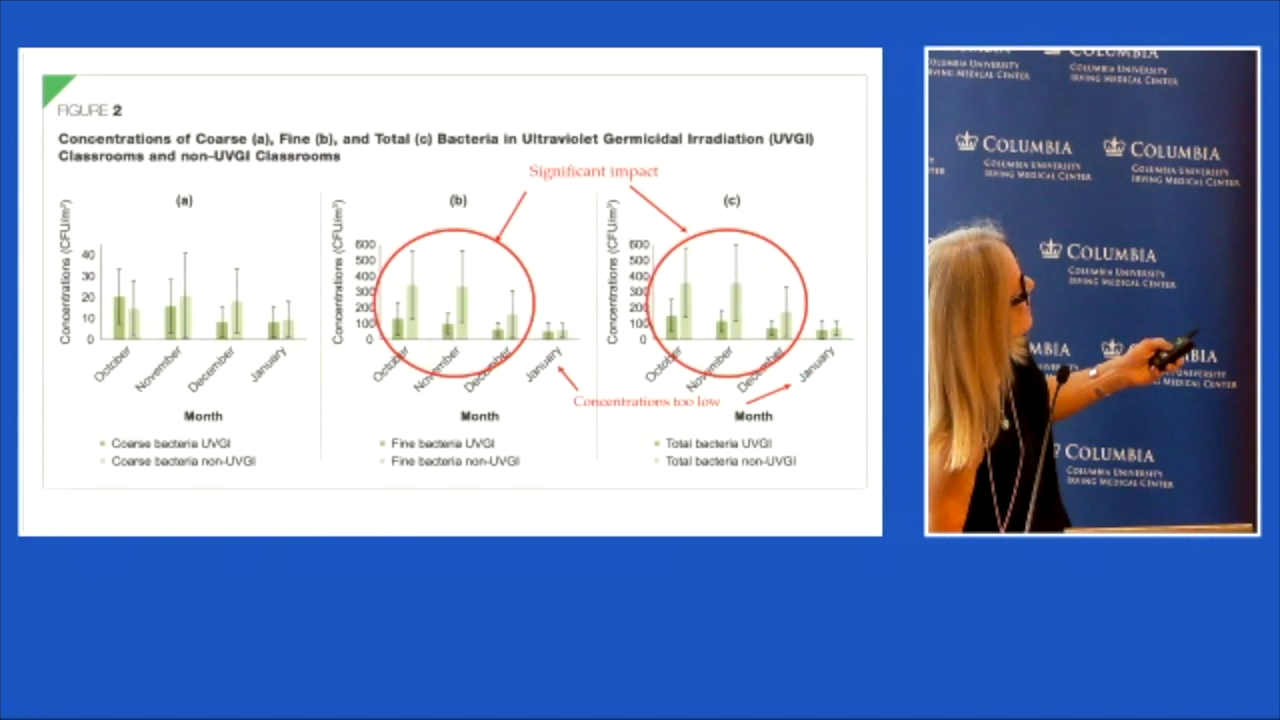 FIGURE 2
Concentrations of Coarse (a), Fine (b), and Total (c) Bacteria in Ultraviolet Germicidal Irradiation (UVGI)
Classrooms and non-UVGI Classrooms
Significant impact
(a)
(b)
(c)
Concentrations (CFU/m³)
40
30
20
10
0
October
November
December
January
Month
Coarse bacteria UVGI
Coarse bacteria non-UVGI
Concentrations (CFU/m³)
600
500
400
300
200
100
0
October
November
December
January
Concentrations too low
Fine bacteria UVGI
Fine bacteria non-UVGI
Concentrations (CFU/m³)
600
500
400
300
200
100
0
October
November
December
January
Month
Total bacteria UVGI
Total bacteria non-UVGI
COLUMBIA
COLUMBIA UNIVERSITY
IRVING MEDICAL CENTER
COLUMBIA UNIVERSITY
IRVING MEDICAL CENTER
COLUMBIA
COLUMBIA UNIVERSITY
IRVING MEDICAL CENTER
COLUMBIA
COLUMBIA UNIVERSITY
IRVING MEDICAL CENTER
COLUMBIA
COLUMBIA UNIVERSITY
IRVING MEDICAL CENTER
COLUMBIA
COLUMBIA UNIVERSITY
IRVING MEDICAL CENTER